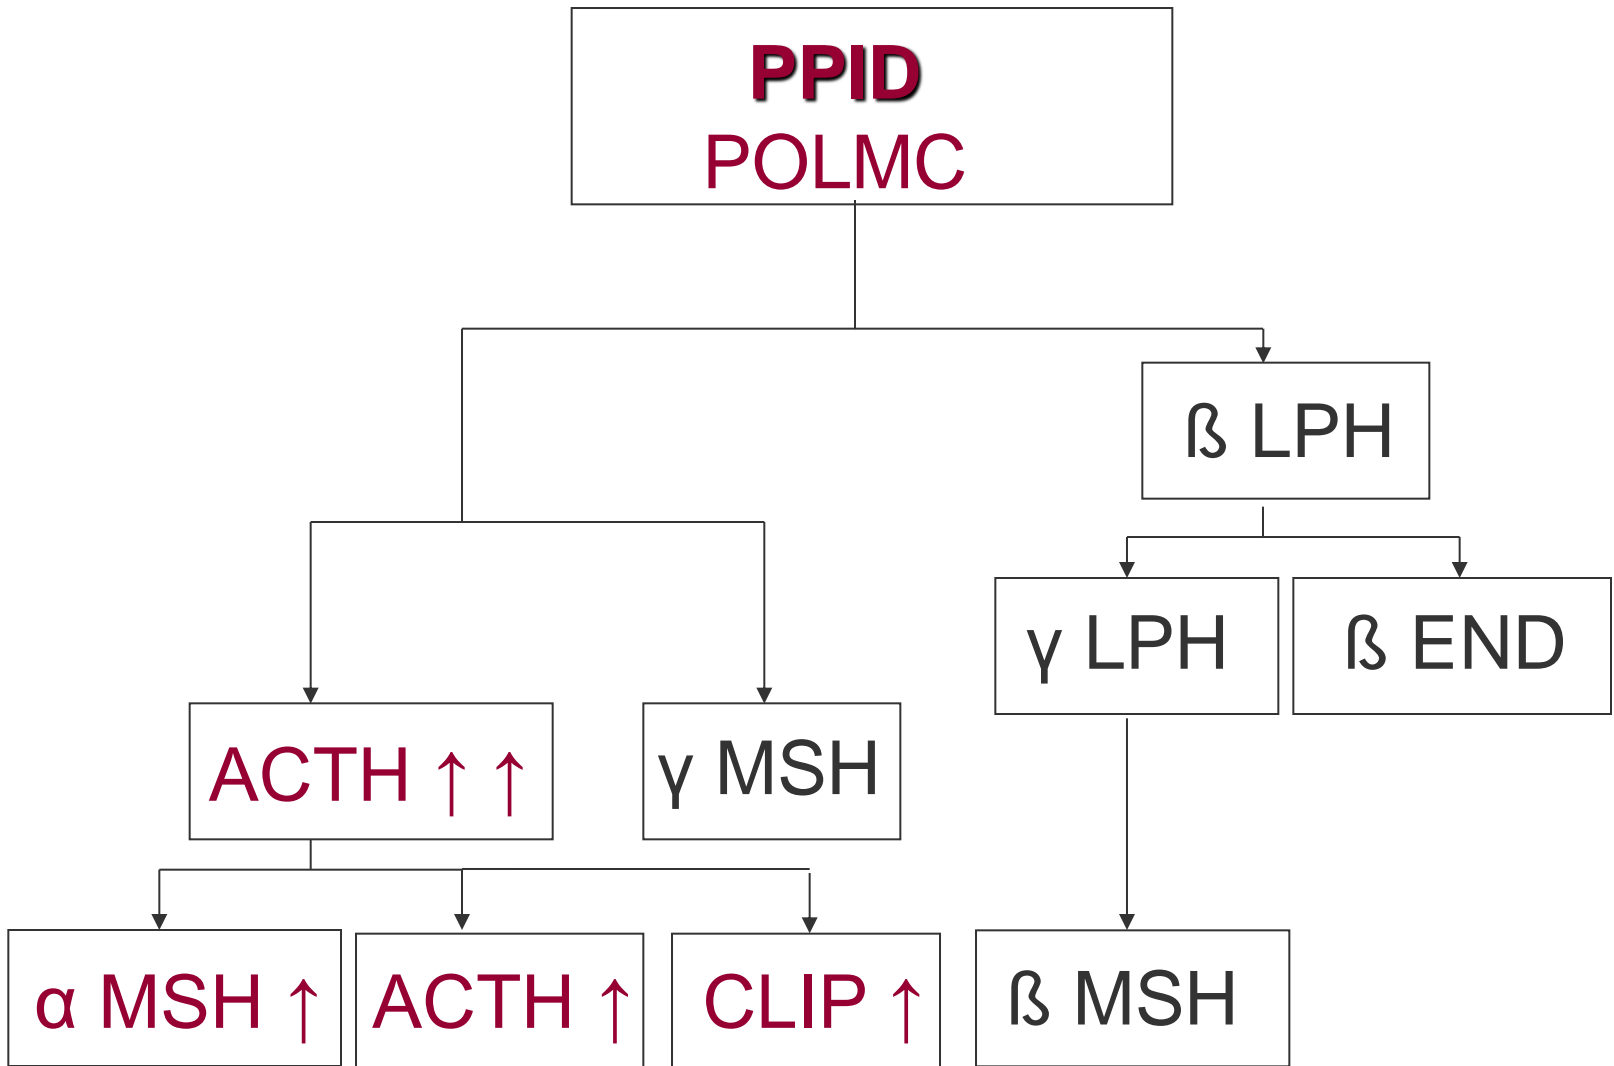 PPID
POLMC
ß LPH
γ LPH
ß END
ACTH ↑ ↑
γ MSH
α MSH ↑
ACTH ↑
CLIP ↑
ß MSH